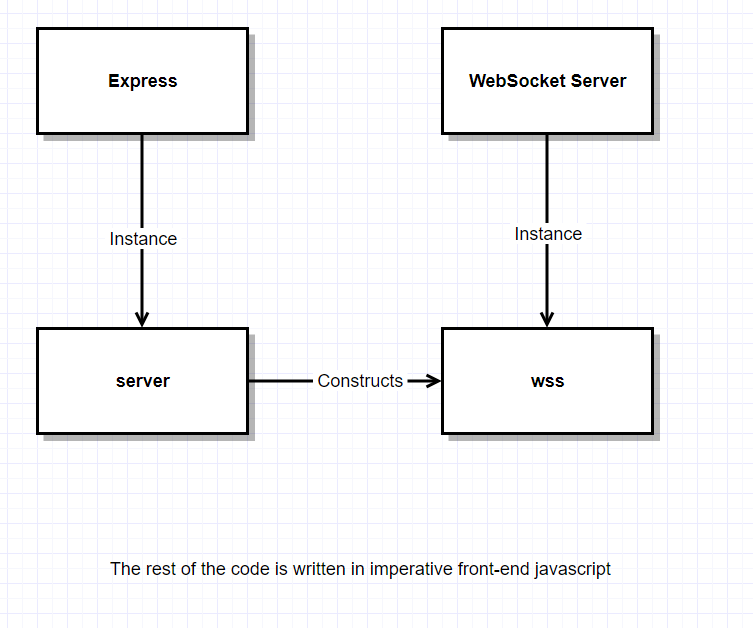 Express
WebSocket Server
Instance
Instance
server
Constructs
wss
The rest of the code is written in imperative front-end javascript